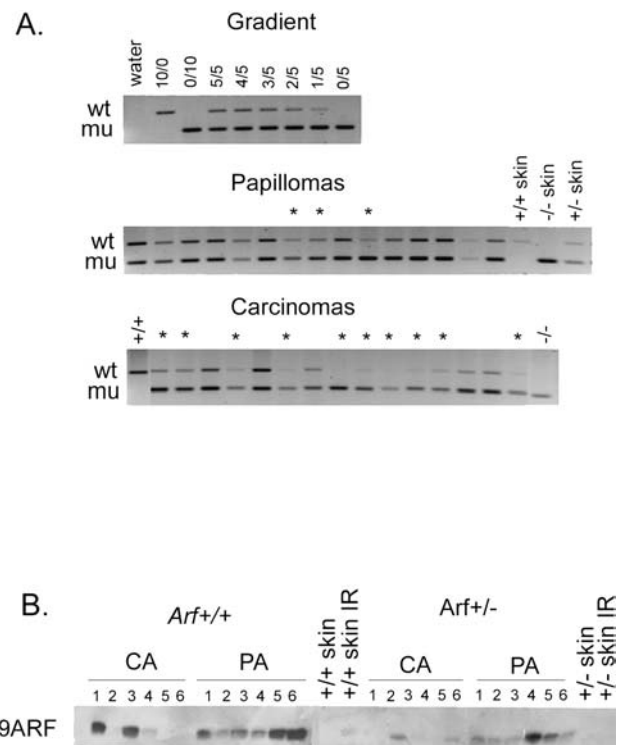 A.
Gradient
water 10/0 0/10 5/5 4/5 3/5 2/5 1/5 0/5
wt
mu
Papillomas
+/+ skin -/- skin +/- skin
* * *
wt
mu
Carcinomas
+/+ * * * * * * * * * * -/-
wt
mu
B.
Arf+/+ +/+ skin +/+ skin IR Arf+/- +/- skin +/- skin IR
CA PA CA PA
1 2 3 4 5 6 1 2 3 4 5 6 1 2 3 4 5 6 1 2 3 4 5 6
9ARF